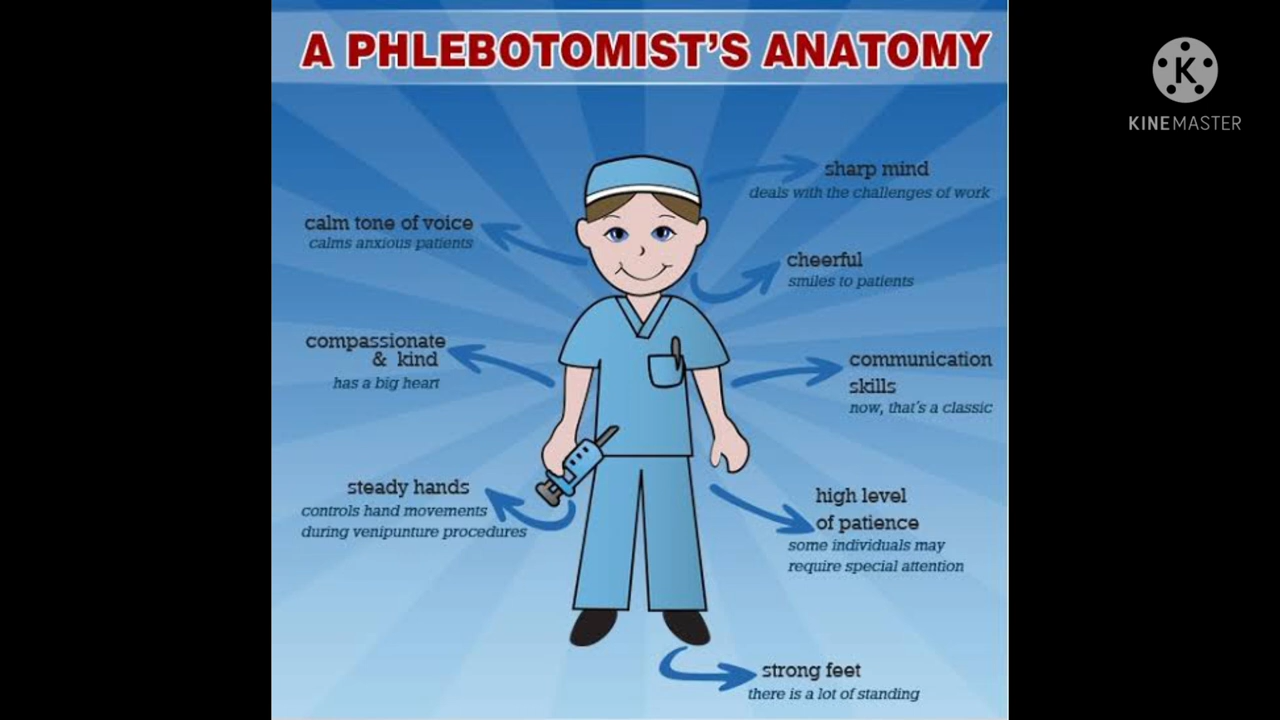 A PHLEBOTOMIST'S ANATOMY
K
KINEMASTER
sharp mind
deals with the challenges of work
calm tone of voice
calms anxious patients
cheerful
smiles to patients
compassionate
& kind
has a big heart
communication
skills
now, that's a classic
steady hands
controls hand movements
during venipunture procedures
high level
of patience
some individuals may
require special attention
strong feet
there is a lot of standing